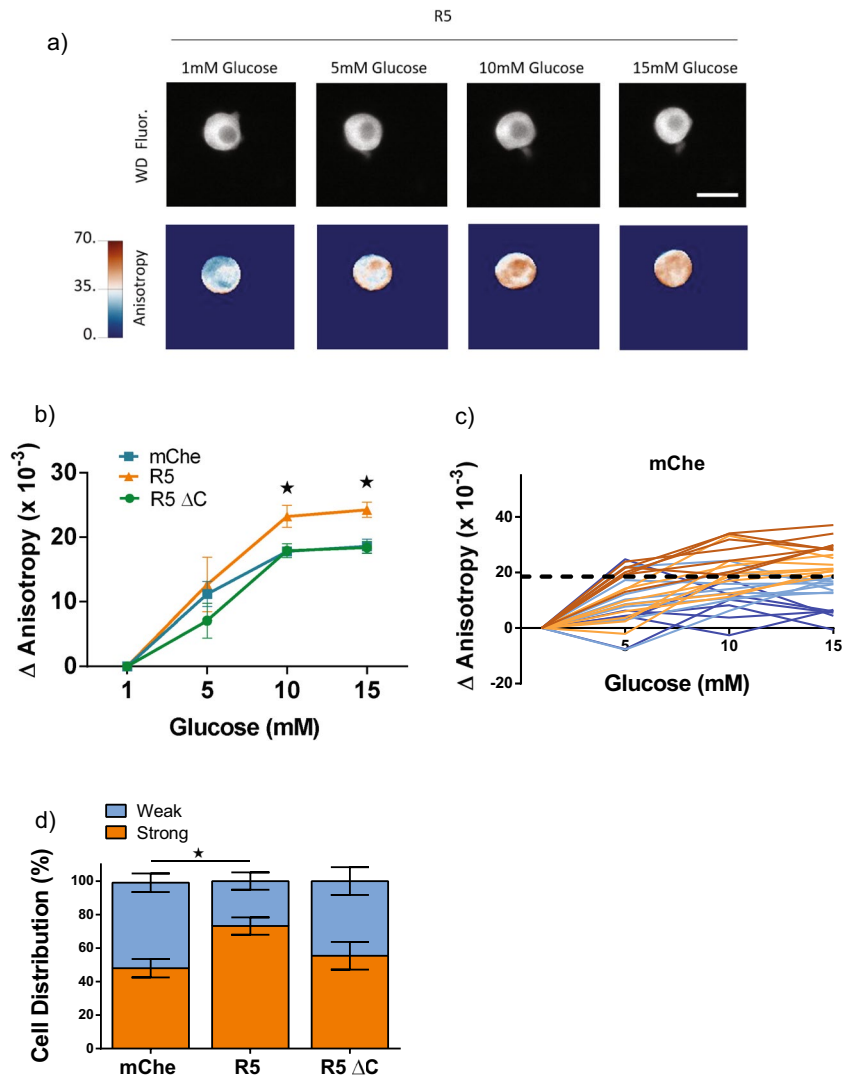 R5
a)
1mM Glucose 5mM Glucose 10mM Glucose 15mM Glucose
WD Fluor.
70.
35.
0.
Anisotropy
b)
mChe
R5
R5 ΔC
★ ★
Δ Anisotropy (x 10⁻³)
30
20
10
0
1 5 10 15
Glucose (mM)
c)
mChe
Δ Anisotropy (x 10⁻³)
40
20
0
-20
5 10 15
Glucose (mM)
d)
Weak
Strong
★
Cell Distribution (%)
100
80
60
40
20
0
mChe R5 R5 ΔC